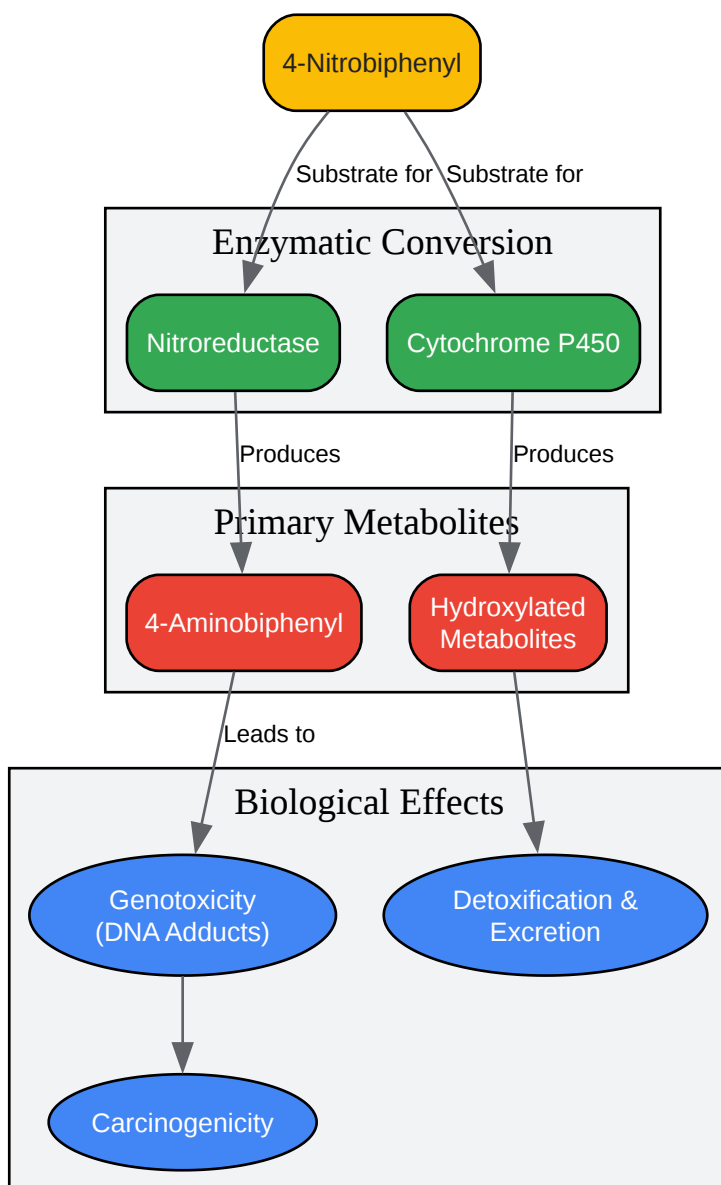 4-Nitrobiphenyl
Substrate for
Substrate for
Enzymatic Conversion
Nitroreductase
Cytochrome P450
Produces
Produces
Primary Metabolites
4-Aminobiphenyl
Hydroxylated
Metabolites
Leads to
Biological Effects
Genotoxicity
(DNA Adducts)
Detoxification &
Excretion
Carcinogenicity